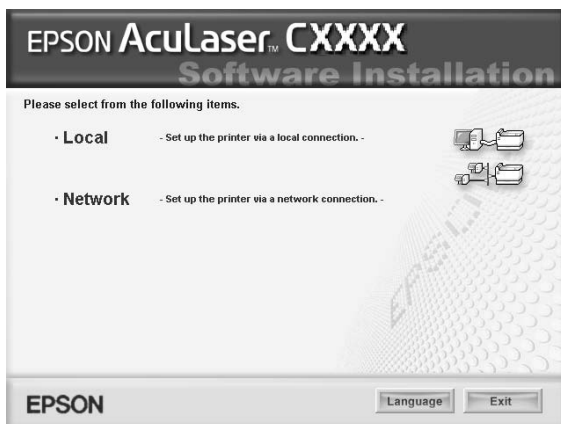 EPSON AcuLaser™ CXXXX
Software Installation
Please select from the following items.
· Local - Set up the printer via a local connection. -
· Network - Set up the printer via a network connection. -
EPSON
EPSON Language Exit